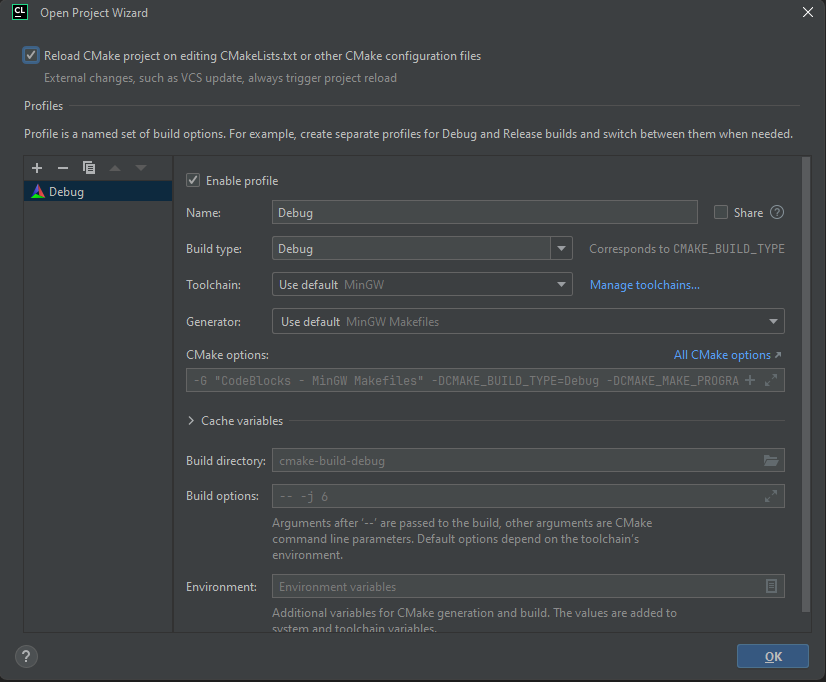 CL Open Project Wizard
Reload CMake project on editing CMakeLists.txt or other CMake configuration files
External changes, such as VCS update, always trigger project reload
Profiles
Profile is a named set of build options. For example, create separate profiles for Debug and Release builds and switch between them when needed.
Debug
Enable profile
Name: Debug Share ?
Build type: Debug Corresponds to CMAKE_BUILD_TYPE
Toolchain: Use default MinGW Manage toolchains...
Generator: Use default MinGW Makefiles
CMake options: All CMake options ↗
-G "CodeBlocks - MinGW Makefiles" -DCMAKE_BUILD_TYPE=Debug -DCMAKE_MAKE_PROGRA
Cache variables
Build directory: cmake-build-debug
Build options: -- -j 6
Arguments after '--' are passed to the build, other arguments are CMake
command line parameters. Default options depend on the toolchain's
environment.
Environment: Environment variables
Additional variables for CMake generation and build. The values are added to
system and toolchain variables.
? OK